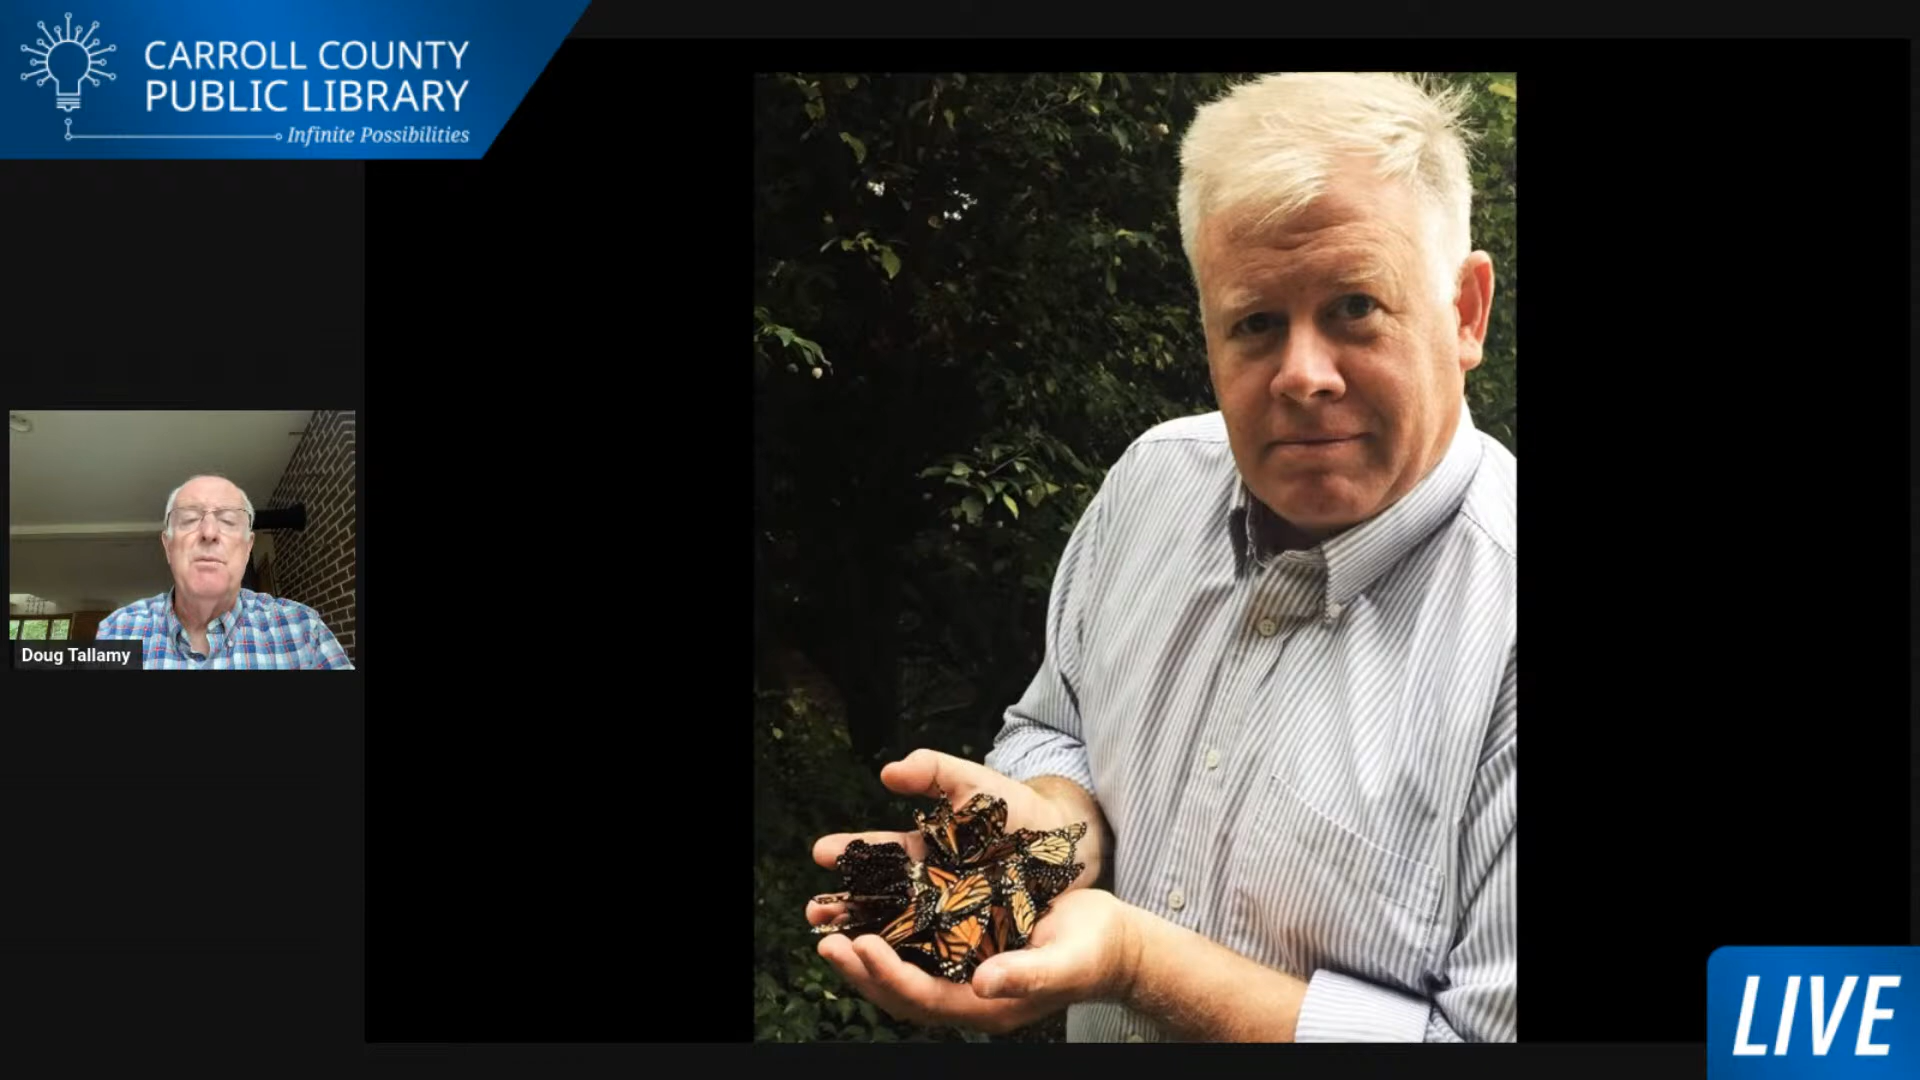 CARROLL COUNTY
PUBLIC LIBRARY
Infinite Possibilities
Doug Tallamy
LIVE